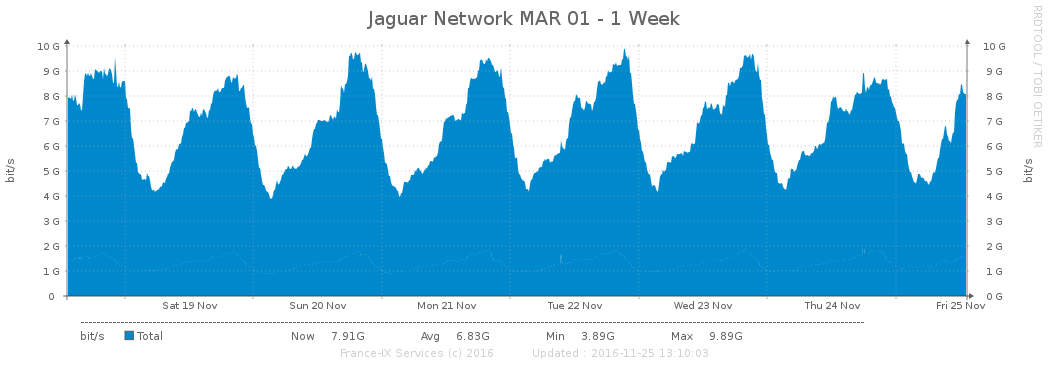 Jaguar Network MAR 01 - 1 Week
RRDTOOL / TOBI OETIKER
10 G 10 G
9 G 9 G
8 G 8 G
7 G 7 G
6 G 6 G
5 G 5 G
4 G 4 G
3 G 3 G
2 G 2 G
1 G 1 G
0 0 G
bit/s bit/s
Sat 19 Nov Sun 20 Nov Mon 21 Nov Tue 22 Nov Wed 23 Nov Thu 24 Nov Fri 25 Nov
bit/s Total Now 7.91G Avg 6.83G Min 3.89G Max 9.89G
France-IX Services (c) 2016 Updated : 2016-11-25 13:10:03